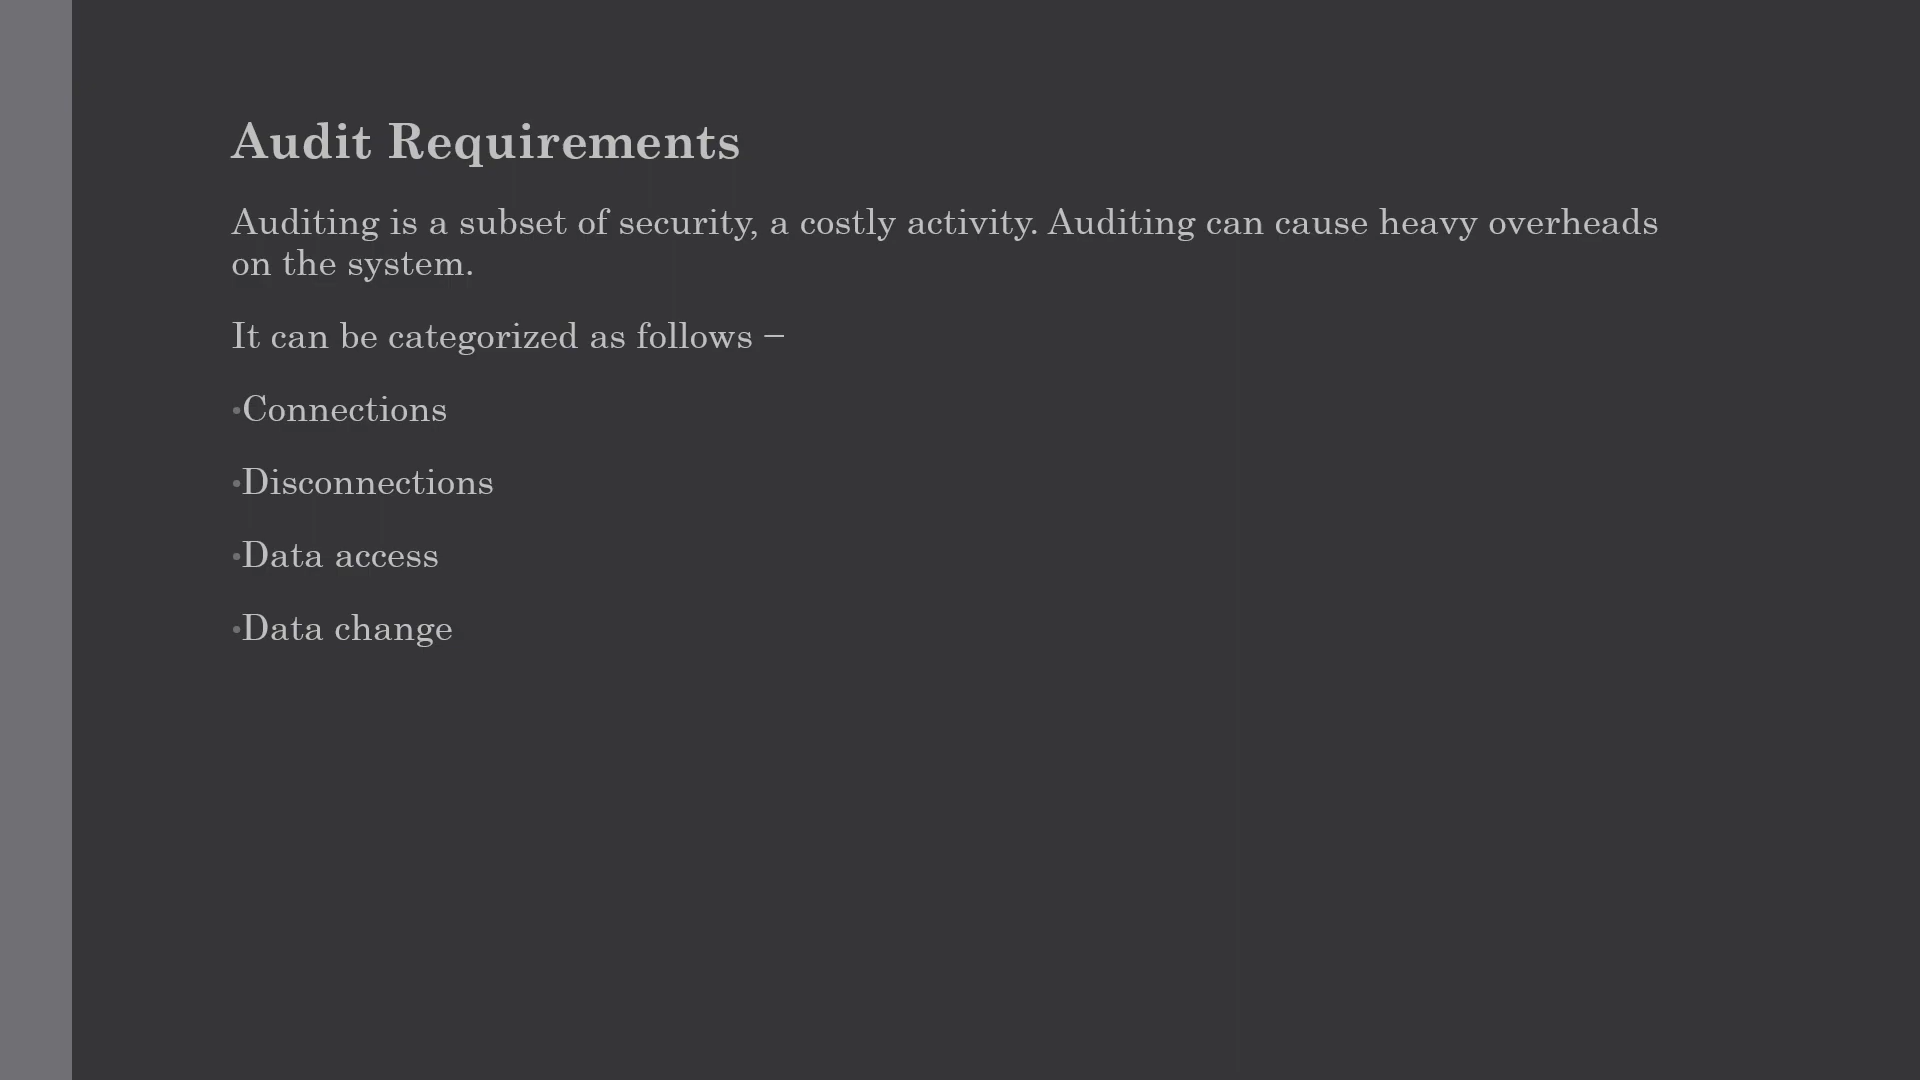 Audit Requirements
Auditing is a subset of security, a costly activity. Auditing can cause heavy overheads
on the system.
It can be categorized as follows −
•Connections
•Disconnections
•Data access
•Data change